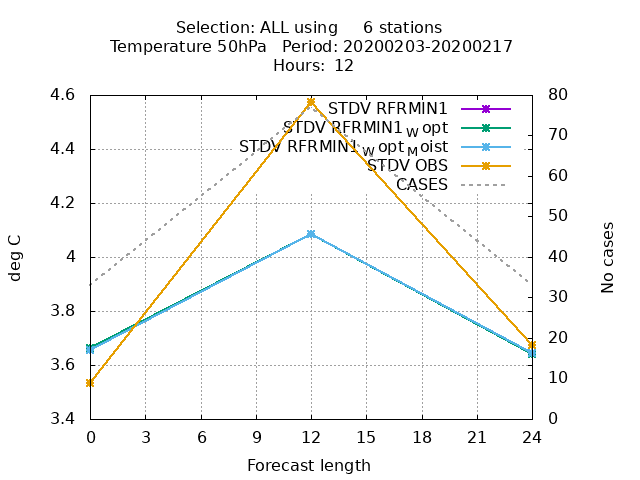 Selection: ALL using 6 stations
Temperature 50hPa Period: 20200203-20200217
Hours: 12
4.6
4.4
4.2
4
3.8
3.6
3.4
deg C
80
70
60
50
40
30
20
10
0
No cases
STDV RFRMIN1
STDV RFRMIN1 W opt
STDV RFRMIN1 W opt M oist
STDV OBS
CASES
0 3 6 9 12 15 18 21 24
Forecast length